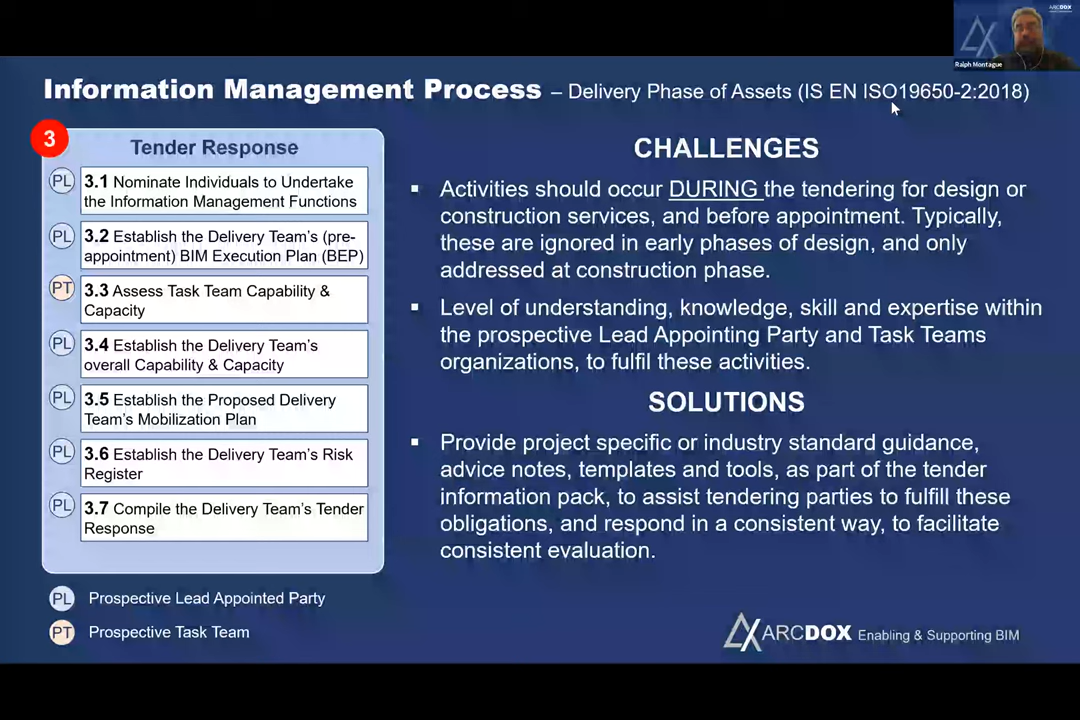 ARCDOX
Ralph Montague
Information Management Process – Delivery Phase of Assets (IS EN ISO19650-2:2018)
3
Tender Response
PL
3.1 Nominate Individuals to Undertake
the Information Management Functions
PL
3.2 Establish the Delivery Team's (pre-
appointment) BIM Execution Plan (BEP)
PT
3.3 Assess Task Team Capability &
Capacity
PL
3.4 Establish the Delivery Team's
overall Capability & Capacity
PL
3.5 Establish the Proposed Delivery
Team's Mobilization Plan
PL
3.6 Establish the Delivery Team's Risk
Register
PL
3.7 Compile the Delivery Team's Tender
Response
PL Prospective Lead Appointed Party
PT Prospective Task Team
CHALLENGES
▪ Activities should occur DURING the tendering for design or
construction services, and before appointment. Typically,
these are ignored in early phases of design, and only
addressed at construction phase.
▪ Level of understanding, knowledge, skill and expertise within
the prospective Lead Appointing Party and Task Teams
organizations, to fulfil these activities.
SOLUTIONS
▪ Provide project specific or industry standard guidance,
advice notes, templates and tools, as part of the tender
information pack, to assist tendering parties to fulfill these
obligations, and respond in a consistent way, to facilitate
consistent evaluation.
ARCDOX Enabling & Supporting BIM